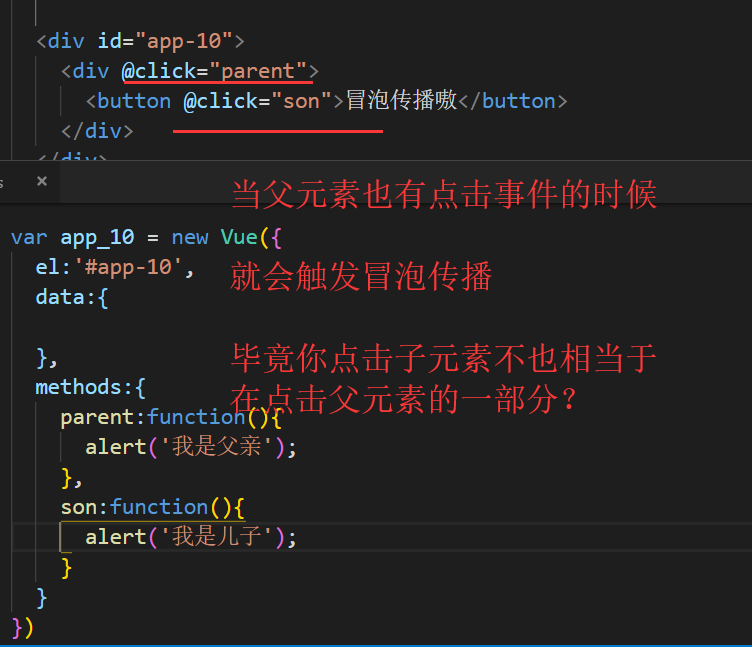 <div id="app-10">
<div @click="parent">
<button @click="son">冒泡传播嗷</button>
</div>
</div>
s ×
当父元素也有点击事件的时候
var app_10 = new Vue({
el:'#app-10',
就会触发冒泡传播
data:{
},
毕竟你点击子元素不也相当于
methods:{
在点击父元素的一部分？
parent:function(){
alert('我是父亲');
},
son:function(){
alert('我是儿子');
}
}
})